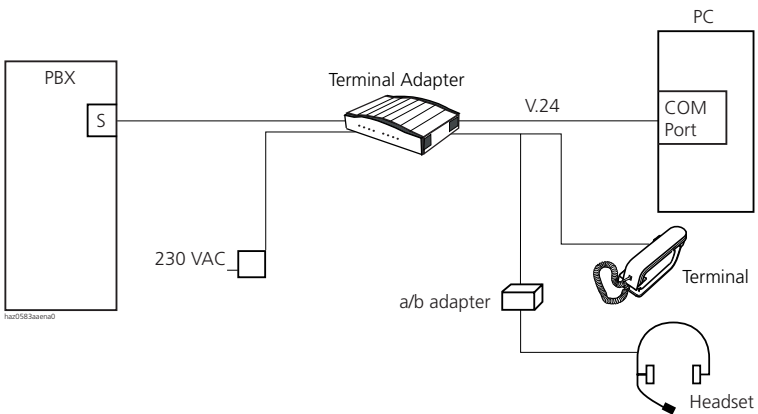 PC
PBX
Terminal Adapter
S
V.24
COM
Port
230 VAC
Terminal
a/b adapter
haz0583aaena0
Headset